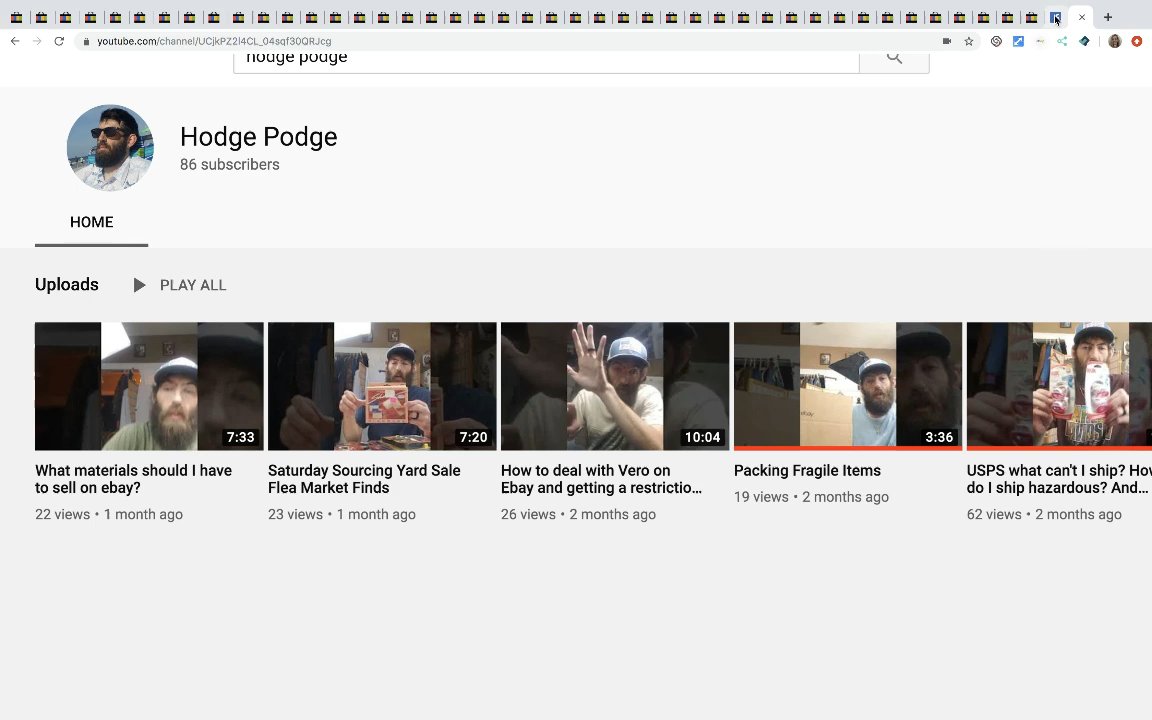 youtube.com/channel/UCjkPZ2l4CL_04sqf30QRJcg
hodge podge
Hodge Podge
86 subscribers
HOME
Uploads
PLAY ALL
7:33
7:20
10:04
3:36
What materials should I have
to sell on ebay?
22 views • 1 month ago
Saturday Sourcing Yard Sale
Flea Market Finds
23 views • 1 month ago
How to deal with Vero on
Ebay and getting a restrictio...
26 views • 2 months ago
Packing Fragile Items
19 views • 2 months ago
USPS what can't I ship? How
do I ship hazardous? And...
62 views • 2 months ago